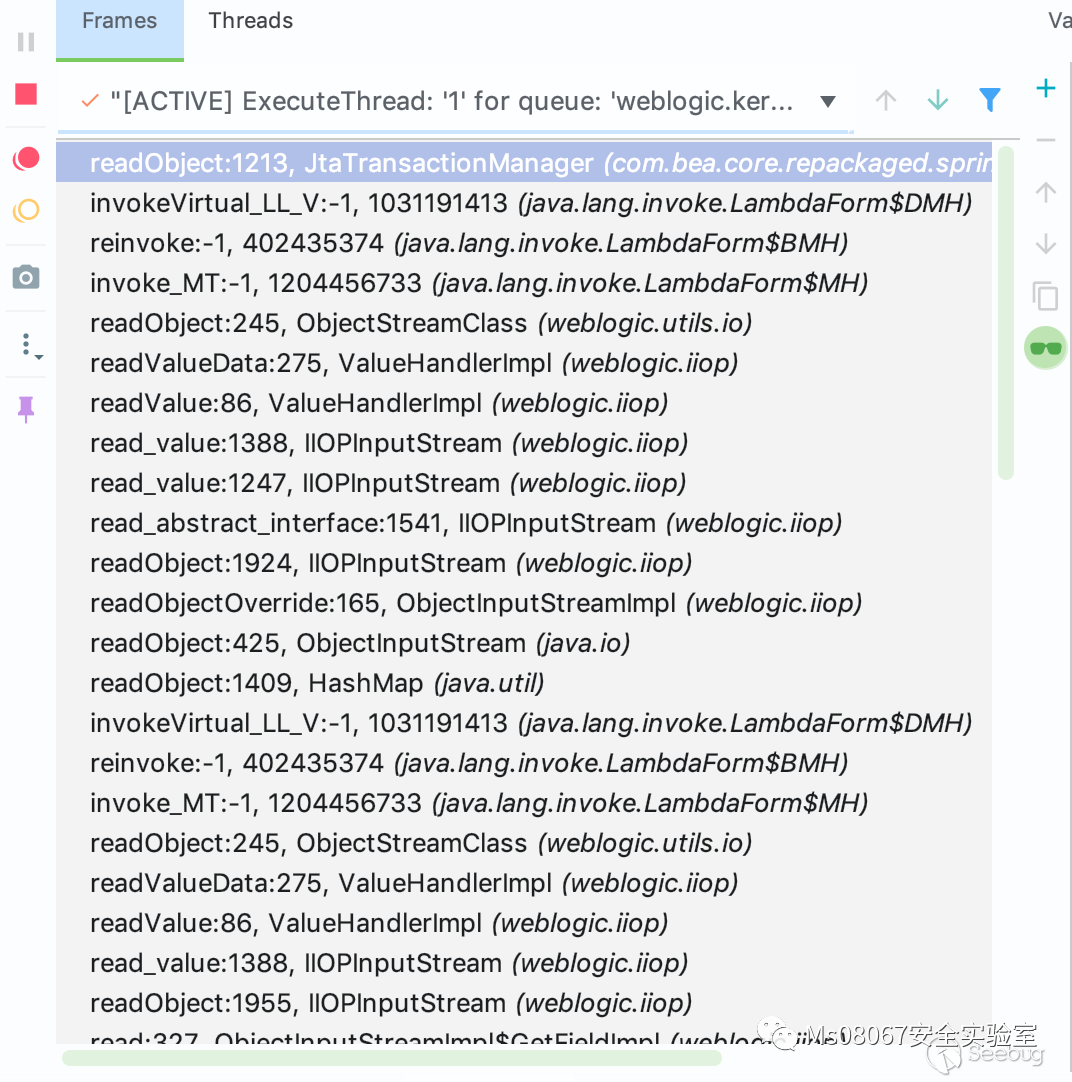 Frames Threads Va
"[ACTIVE] ExecuteThread: '1' for queue: 'weblogic.ker...
readObject:1213, JtaTransactionManager (com.bea.core.repackaged.sprin
invokeVirtual_LL_V:-1, 1031191413 (java.lang.invoke.LambdaForm$DMH)
reinvoke:-1, 402435374 (java.lang.invoke.LambdaForm$BMH)
invoke_MT:-1, 1204456733 (java.lang.invoke.LambdaForm$MH)
readObject:245, ObjectStreamClass (weblogic.utils.io)
readValueData:275, ValueHandlerImpl (weblogic.iiop)
readValue:86, ValueHandlerImpl (weblogic.iiop)
read_value:1388, IIOPInputStream (weblogic.iiop)
read_value:1247, IIOPInputStream (weblogic.iiop)
read_abstract_interface:1541, IIOPInputStream (weblogic.iiop)
readObject:1924, IIOPInputStream (weblogic.iiop)
readObjectOverride:165, ObjectInputStreamImpl (weblogic.iiop)
readObject:425, ObjectInputStream (java.io)
readObject:1409, HashMap (java.util)
invokeVirtual_LL_V:-1, 1031191413 (java.lang.invoke.LambdaForm$DMH)
reinvoke:-1, 402435374 (java.lang.invoke.LambdaForm$BMH)
invoke_MT:-1, 1204456733 (java.lang.invoke.LambdaForm$MH)
readObject:245, ObjectStreamClass (weblogic.utils.io)
readValueData:275, ValueHandlerImpl (weblogic.iiop)
readValue:86, ValueHandlerImpl (weblogic.iiop)
read_value:1388, IIOPInputStream (weblogic.iiop)
readObject:1955, IIOPInputStream (weblogic.iiop)
read:327, ObjectInputStreamImpl$GetFieldImpl (weblogic.iiop)
Ms08067安全实验室
Seebug